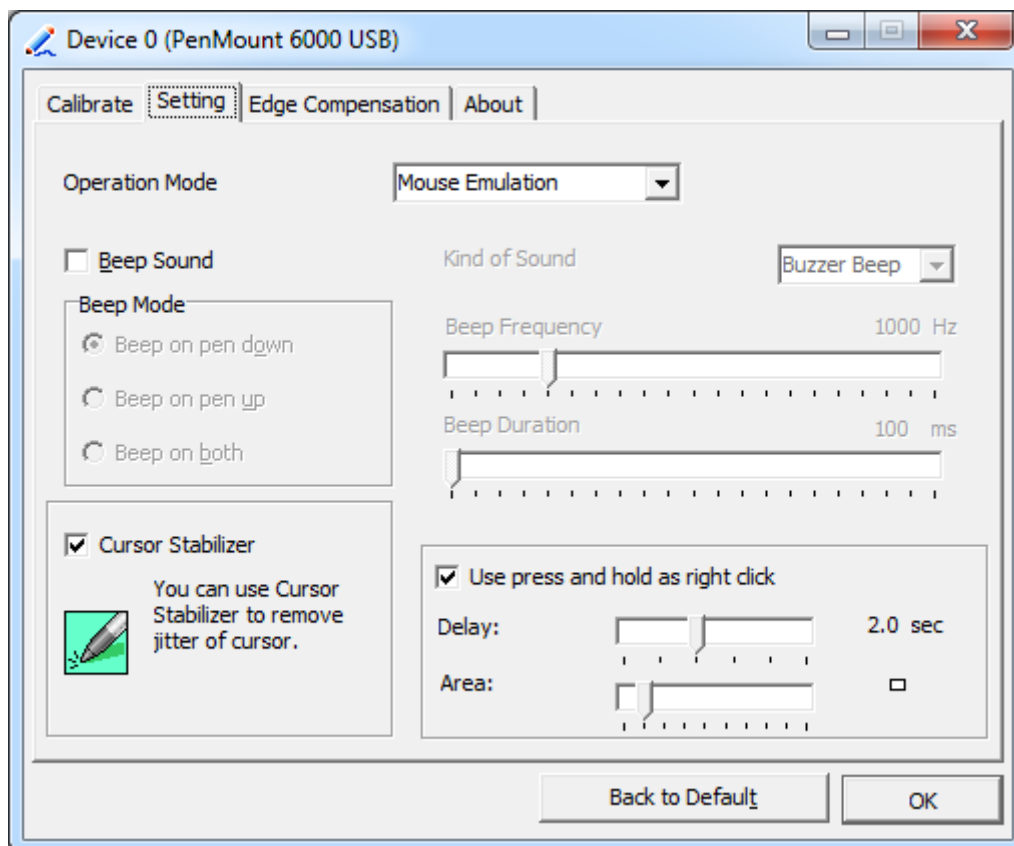 Device 0 (PenMount 6000 USB)
Calibrate Setting Edge Compensation About
Operation Mode Mouse Emulation
Beep Sound Kind of Sound Buzzer Beep
Beep Mode
Beep on pen down
Beep on pen up
Beep on both
Beep Frequency 1000 Hz
Beep Duration 100 ms
Cursor Stabilizer
You can use Cursor
Stabilizer to remove
jitter of cursor.
Use press and hold as right click
Delay: 2.0 sec
Area:
Back to Default OK